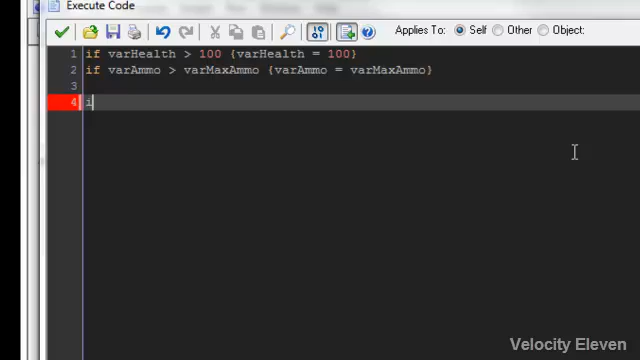 Execute Code
Applies To: Self Other Object:
1 if varHealth > 100 {varHealth = 100}
2 if varAmmo > varMaxAmmo {varAmmo = varMaxAmmo}
3
4 i
Velocity Eleven